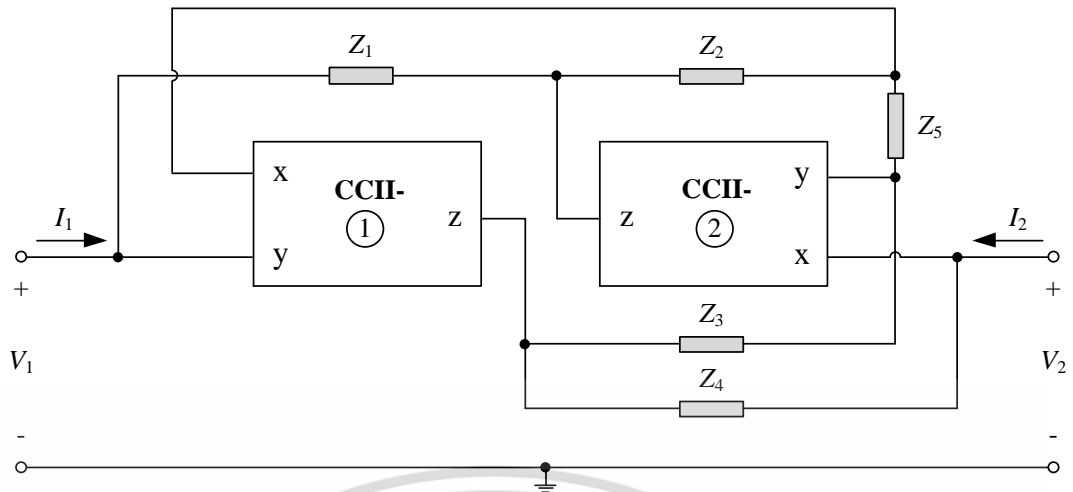 Z1 Z2
Z5
x CCII- 1 z
y
CCII- 2 y
z x
I1 I2
+ +
Z3
V1 V2
Z4
- -